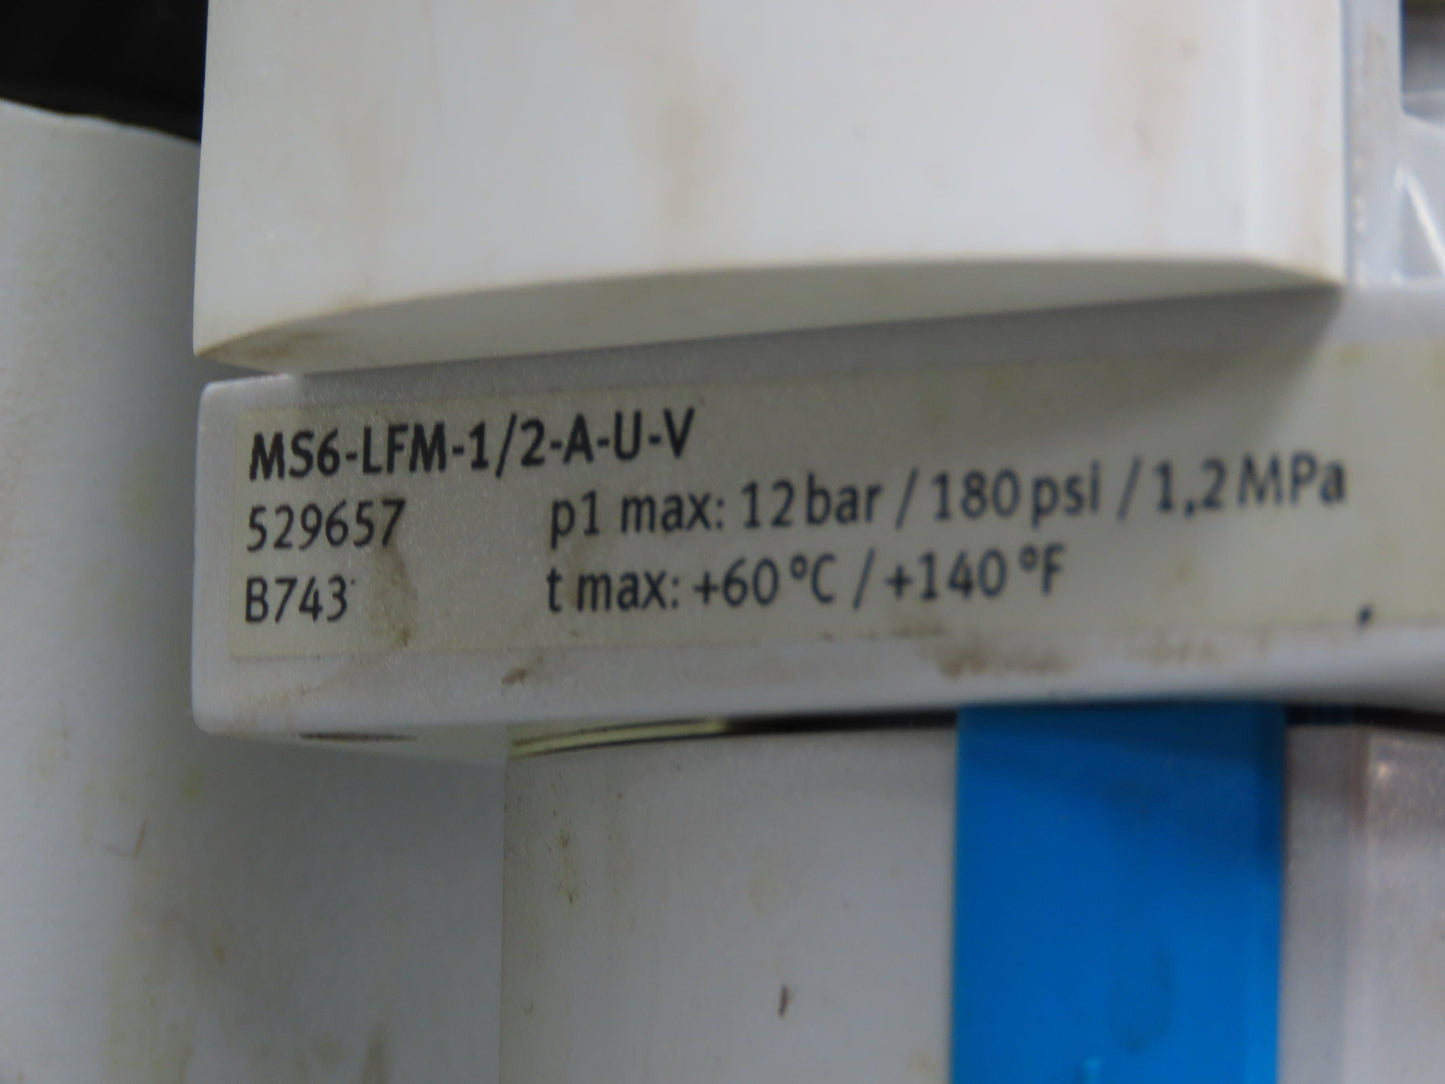 MS6-LFM-1/2-A-U-V
529657 p1 max: 12 bar / 180 psi / 1,2 MPa
B743 t max: +60 °C / +140 °F